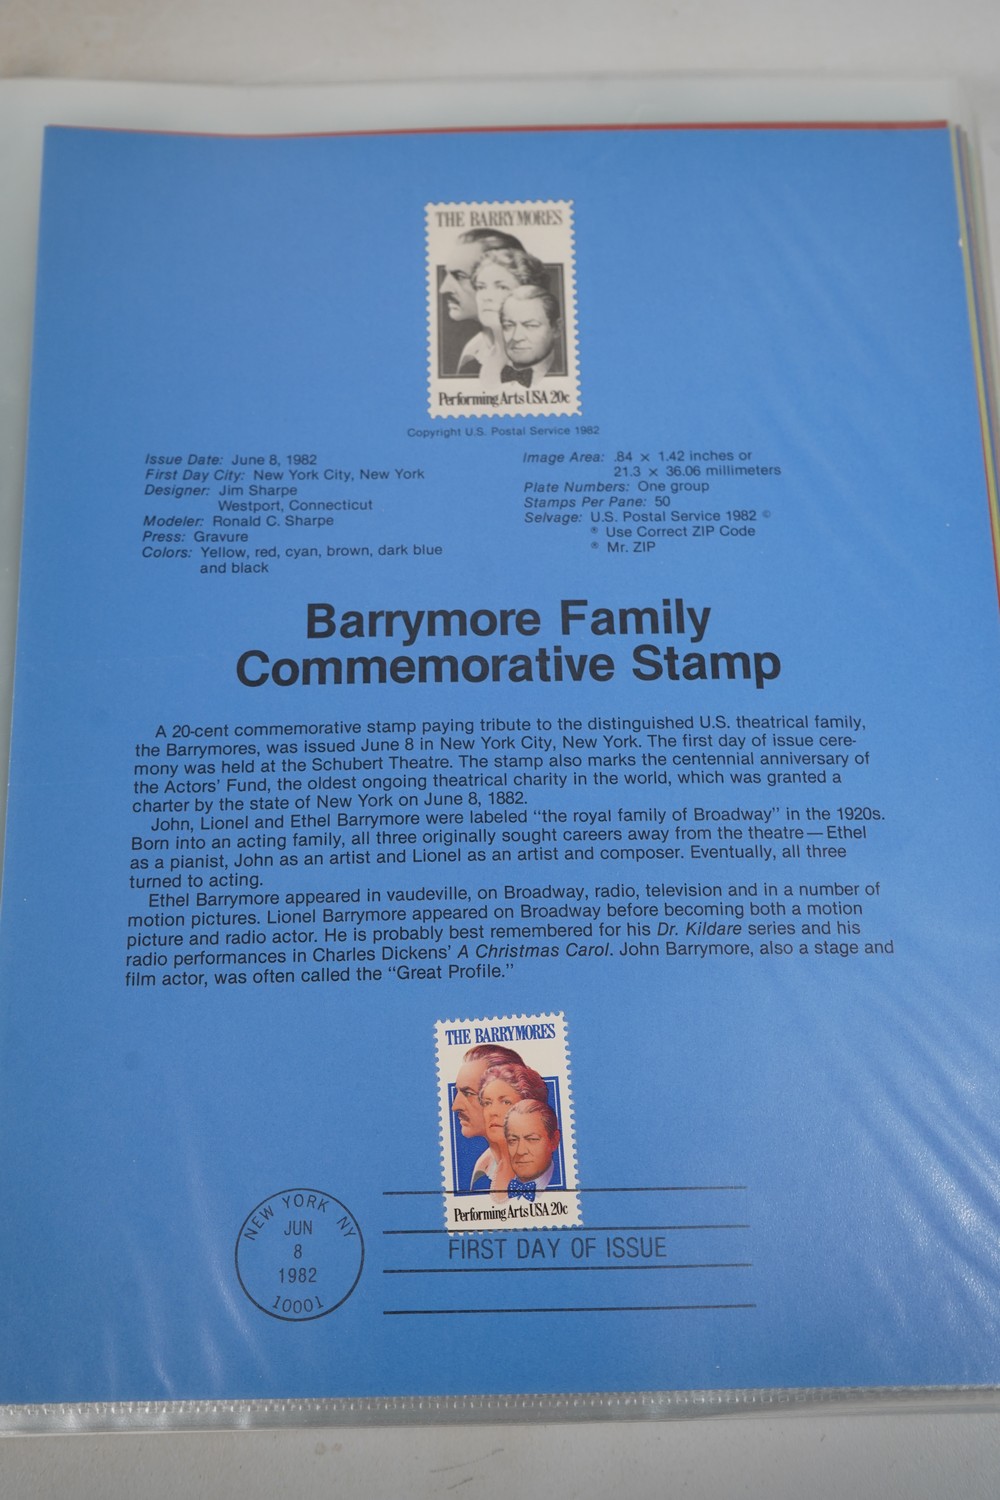 THE BARRYMORES
Performing Arts USA 20c
Copyright U.S. Postal Service 1982
Issue Date: June 8, 1982
First Day City: New York City, New York
Designer: Jim Sharpe
Westport, Connecticut
Modeler: Ronald C. Sharpe
Press: Gravure
Colors: Yellow, red, cyan, brown, dark blue
and black
Image Area: .84 × 1.42 inches or
21.3 × 36.06 millimeters
Plate Numbers: One group
Stamps Per Pane: 50
Selvage: U.S. Postal Service 1982 ©
® Use Correct ZIP Code
® Mr. ZIP
Barrymore Family
Commemorative Stamp
A 20-cent commemorative stamp paying tribute to the distinguished U.S. theatrical family,
the Barrymores, was issued June 8 in New York City, New York. The first day of issue cere-
mony was held at the Schubert Theatre. The stamp also marks the centennial anniversary of
the Actors' Fund, the oldest ongoing theatrical charity in the world, which was granted a
charter by the state of New York on June 8, 1882.
John, Lionel and Ethel Barrymore were labeled "the royal family of Broadway" in the 1920s.
Born into an acting family, all three originally sought careers away from the theatre—Ethel
as a pianist, John as an artist and Lionel as an artist and composer. Eventually, all three
turned to acting.
Ethel Barrymore appeared in vaudeville, on Broadway, radio, television and in a number of
motion pictures. Lionel Barrymore appeared on Broadway before becoming both a motion
picture and radio actor. He is probably best remembered for his Dr. Kildare series and his
radio performances in Charles Dickens' A Christmas Carol. John Barrymore, also a stage and
film actor, was often called the "Great Profile."
THE BARRYMORES
Performing Arts USA 20c
NEW YORK NY
JUN
8
1982
10001
FIRST DAY OF ISSUE